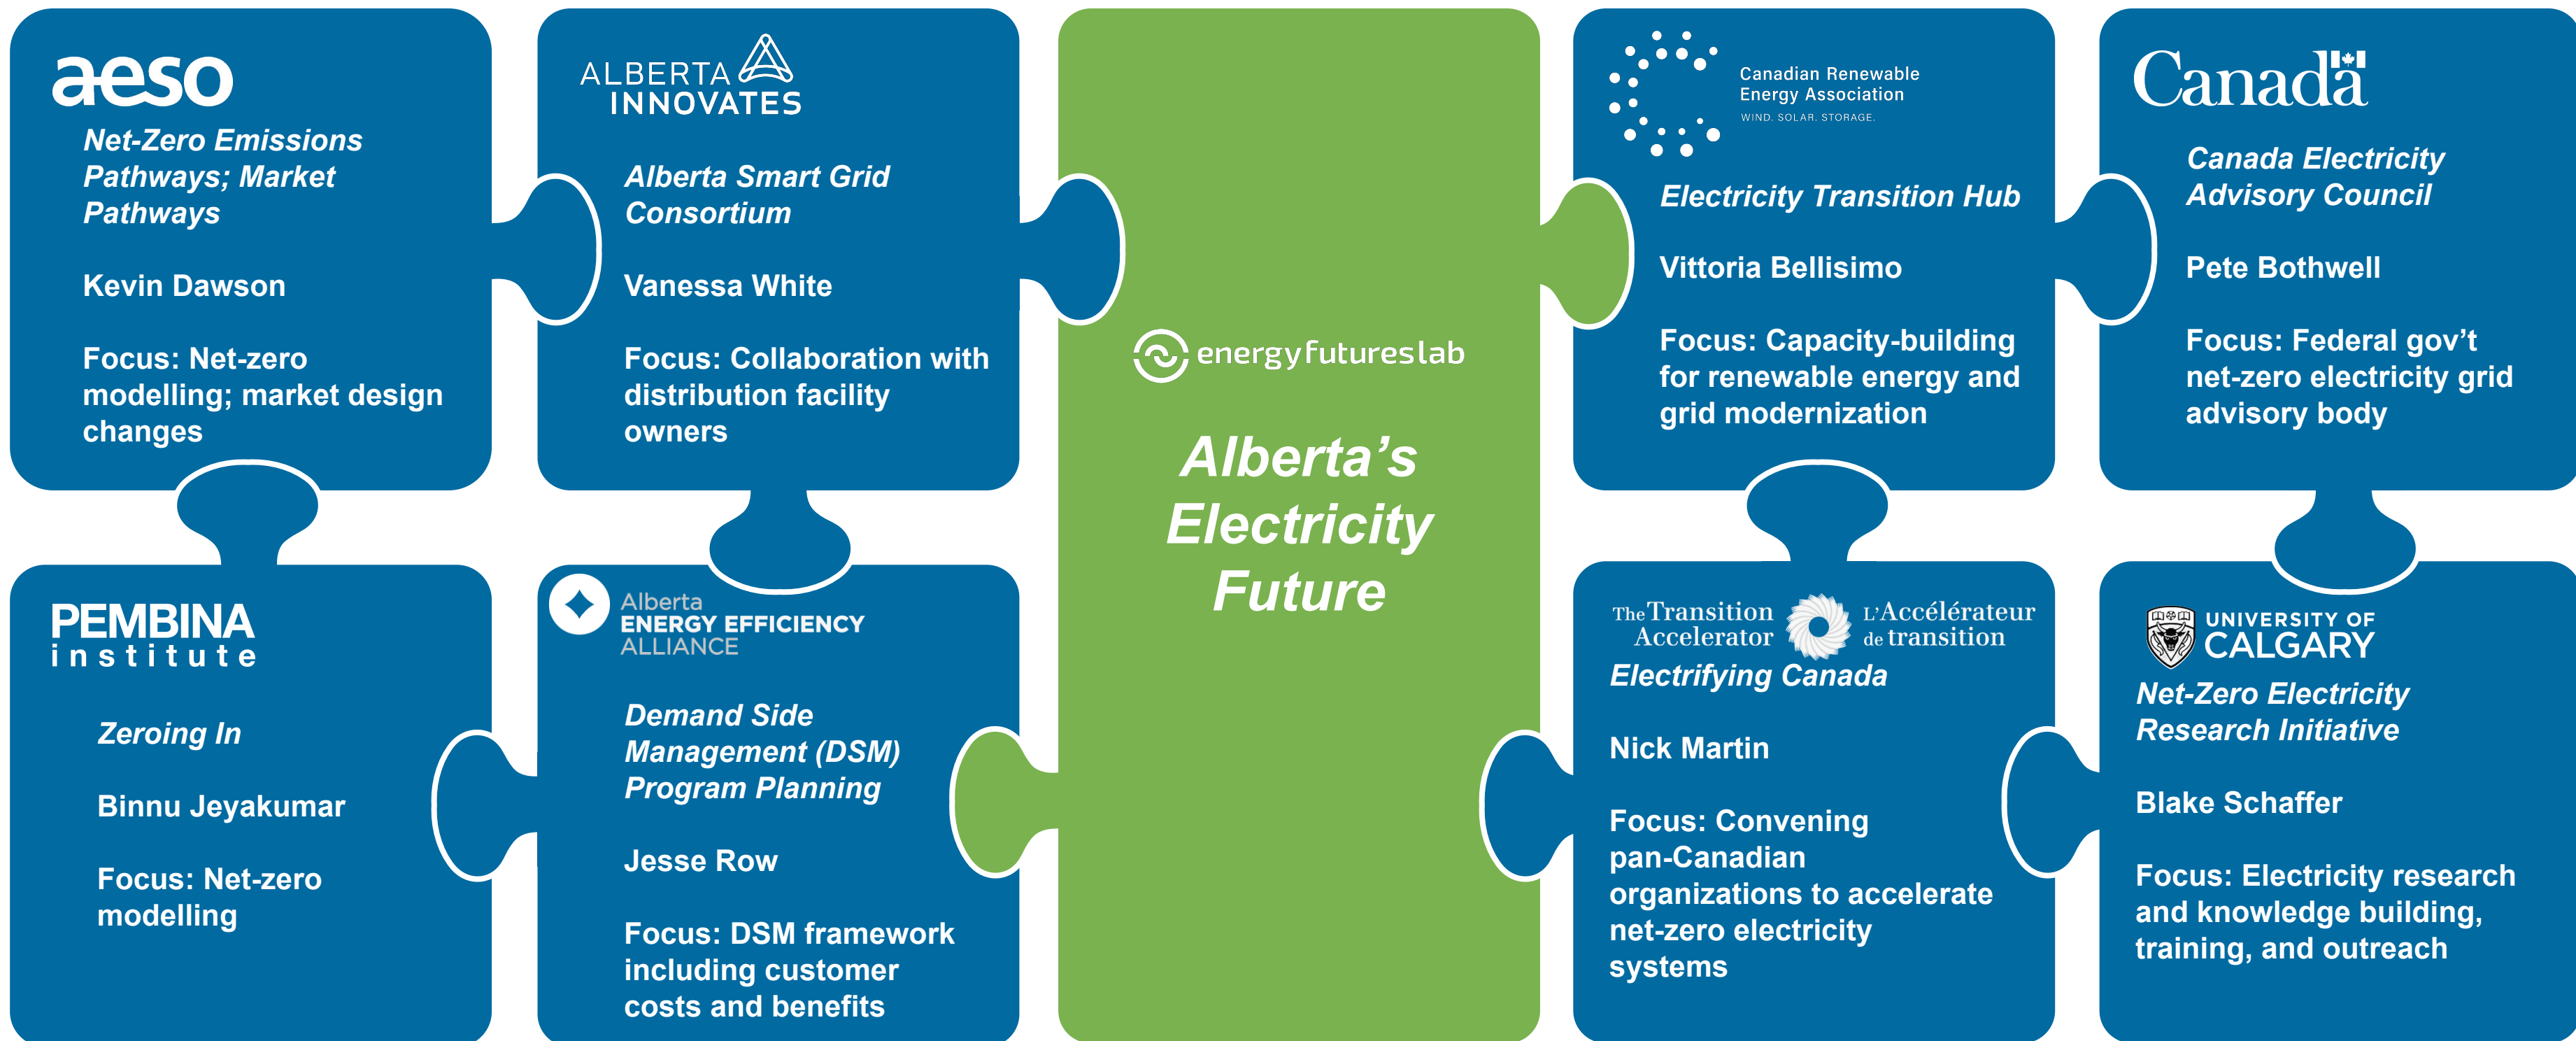 aeso
Net-Zero Emissions
Pathways; Market
Pathways
Kevin Dawson
Focus: Net-zero
modelling; market design
changes
ALBERTA
INNOVATES
Alberta Smart Grid
Consortium
Vanessa White
Focus: Collaboration with
distribution facility
owners
energyfutureslab
Alberta’s
Electricity
Future
Canadian Renewable
Energy Association
WIND. SOLAR. STORAGE.
Electricity Transition Hub
Vittoria Bellisimo
Focus: Capacity-building
for renewable energy and
grid modernization
Canada
Canada Electricity
Advisory Council
Pete Bothwell
Focus: Federal gov’t
net-zero electricity grid
advisory body
PEMBINA
institute
Zeroing In
Binnu Jeyakumar
Focus: Net-zero
modelling
Alberta
ENERGY EFFICIENCY
ALLIANCE
Demand Side
Management (DSM)
Program Planning
Jesse Row
Focus: DSM framework
including customer
costs and benefits
The Transition
Accelerator
L’Accélérateur
de transition
Electrifying Canada
Nick Martin
Focus: Convening
pan-Canadian
organizations to accelerate
net-zero electricity
systems
UNIVERSITY OF
CALGARY
Net-Zero Electricity
Research Initiative
Blake Schaffer
Focus: Electricity research
and knowledge building,
training, and outreach